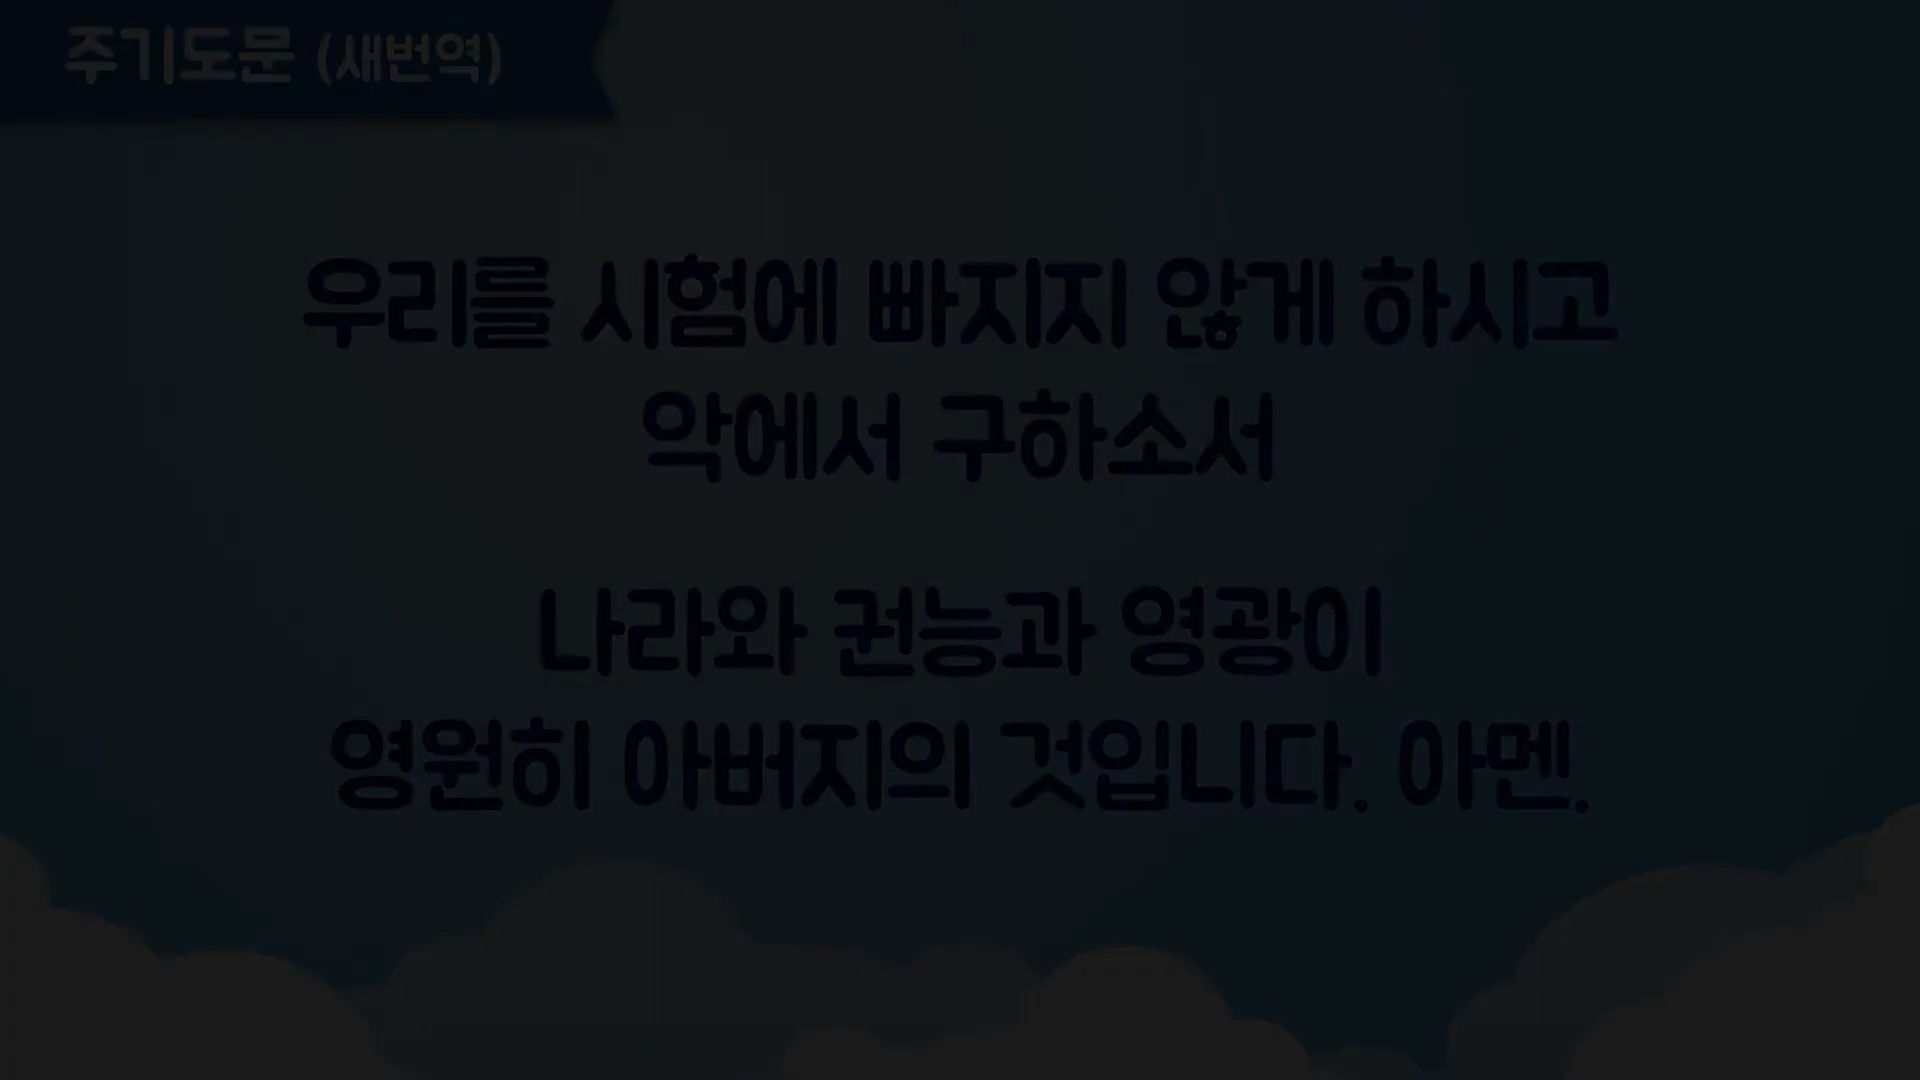 주기도문 (새번역)
우리를 시험에 빠지지 않게 하시고
악에서 구하소서
나라와 권능과 영광이
영원히 아버지의 것입니다. 아멘.